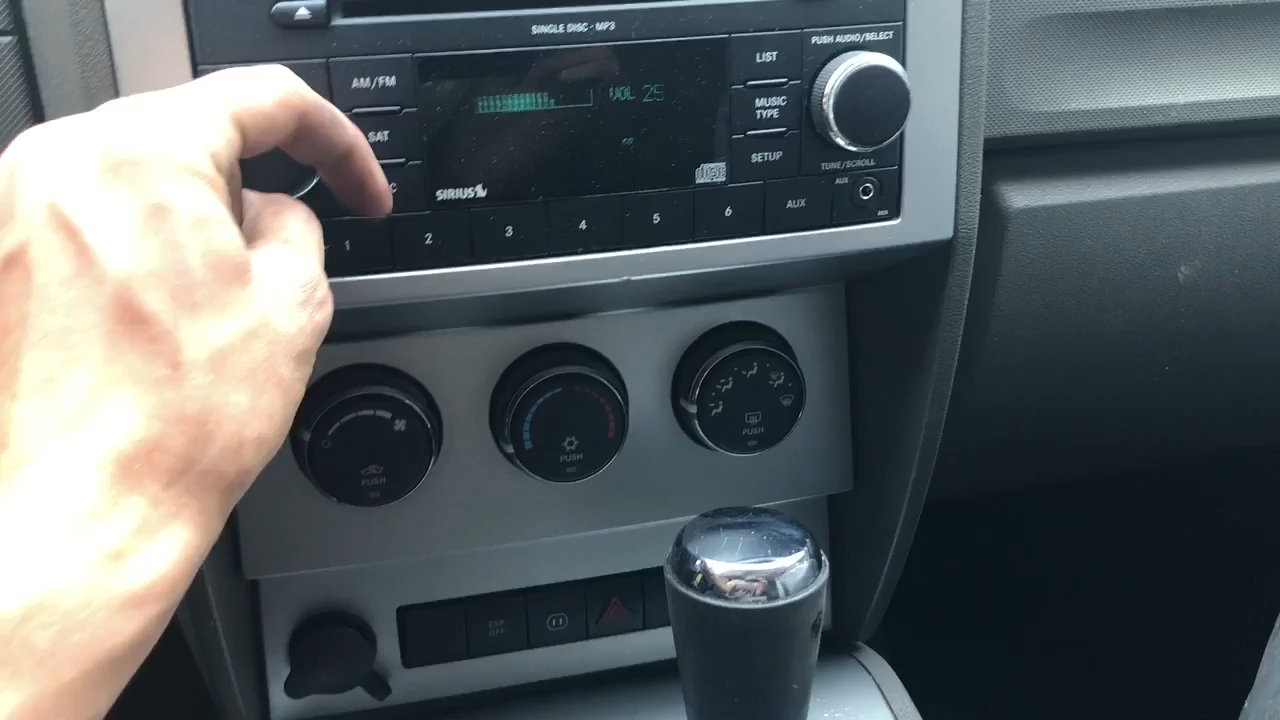 SINGLE DISC - MP3
PUSH AUDIO/SELECT
AM/FM
LIST
VOL 25
MUSIC
TYPE
SAT
SETUP
TUNE/SCROLL
C
SIRIUS
disc
AUX
1
2
3
4
5
6
AUX
PUSH
PUSH
PUSH
ESP
OFF